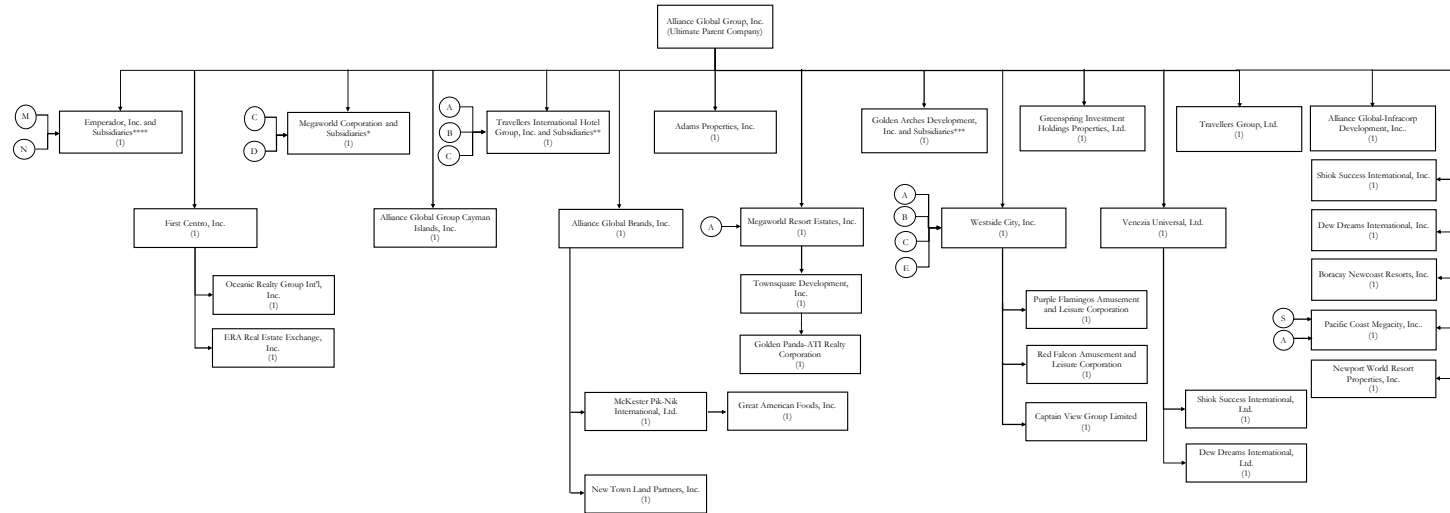 Alliance Global Group, Inc.
(Ultimate Parent Company)
M
N
Emperador, Inc. and
Subsidiaries****
(1)
C
D
Megaworld Corporation and
Subsidiaries*
(1)
A
B
C
Travellers International Hotel
Group, Inc. and Subsidiaries**
(1)
Adams Properties, Inc.
(1)
Golden Arches Development,
Inc. and Subsidiaries***
(1)
Greenspring Investment
Holdings Properties, Ltd.
(1)
Travellers Group, Ltd.
(1)
Alliance Global-Infracorp
Development, Inc..
(1)
Shiok Success International, Inc.
(1)
Dew Dreams International, Inc.
(1)
Boracay Newcoast Resorts, Inc.
(1)
S
A
Pacific Coast Megacity, Inc..
(1)
Newport World Resort
Properties, Inc.
(1)
First Centro, Inc.
(1)
Alliance Global Group Cayman
Islands, Inc.
(1)
Alliance Global Brands, Inc.
(1)
A
Megaworld Resort Estates, Inc.
(1)
A
B
C
E
Westside City, Inc.
(1)
Venezia Universal, Ltd.
(1)
Oceanic Realty Group Int'l,
Inc.
(1)
ERA Real Estate Exchange,
Inc.
(1)
Townsquare Development,
Inc.
(1)
Golden Panda-ATI Realty
Corporation
(1)
Purple Flamingos Amusement
and Leisure Corporation
(1)
Red Falcon Amusement and
Leisure Corporation
(1)
Captain View Group Limited
(1)
McKester Pik-Nik
International, Ltd.
(1)
Great American Foods, Inc.
(1)
New Town Land Partners, Inc.
(1)
Shiok Success International,
Ltd.
(1)
Dew Dreams International,
Ltd.
(1)